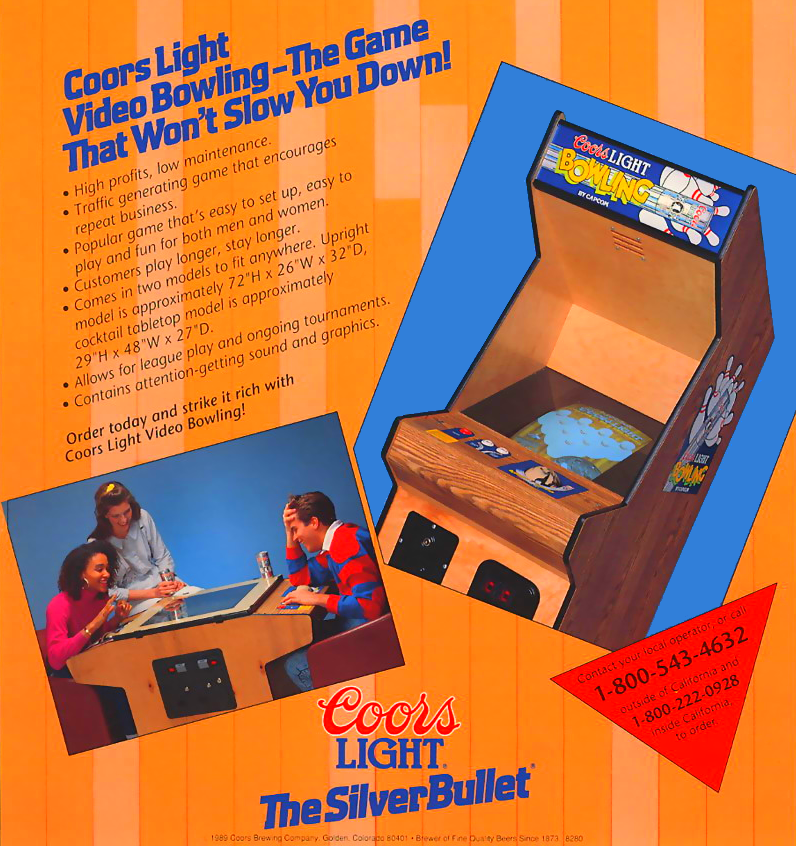 Coors Light
Video Bowling–The Game
That Won't Slow You Down!
• High profits, low maintenance.
• Traffic generating game that encourages
repeat business.
• Popular game that's easy to set up, easy to
play and fun for both men and women.
• Customers play longer, stay longer.
• Comes in two models to fit anywhere. Upright
model is approximately 72"H x 26"W x 32"D,
cocktail tabletop model is approximately
29"H x 48"W x 27"D.
• Allows for league play and ongoing tournaments.
• Contains attention-getting sound and graphics.
Order today and strike it rich with
Coors Light Video Bowling!
Coors LIGHT
BOWLING
BY CAPCOM
LIGHT
BOWLING
BY CAPCOM
Contact your local operator, or call
1-800-543-4632
outside of California and
1-800-222-0928
inside California,
to order.
Coors
LIGHT®
The Silver Bullet®
1989 Coors Brewing Company, Golden, Colorado 80401 • Brewer of Fine Quality Beers Since 1873. 8280